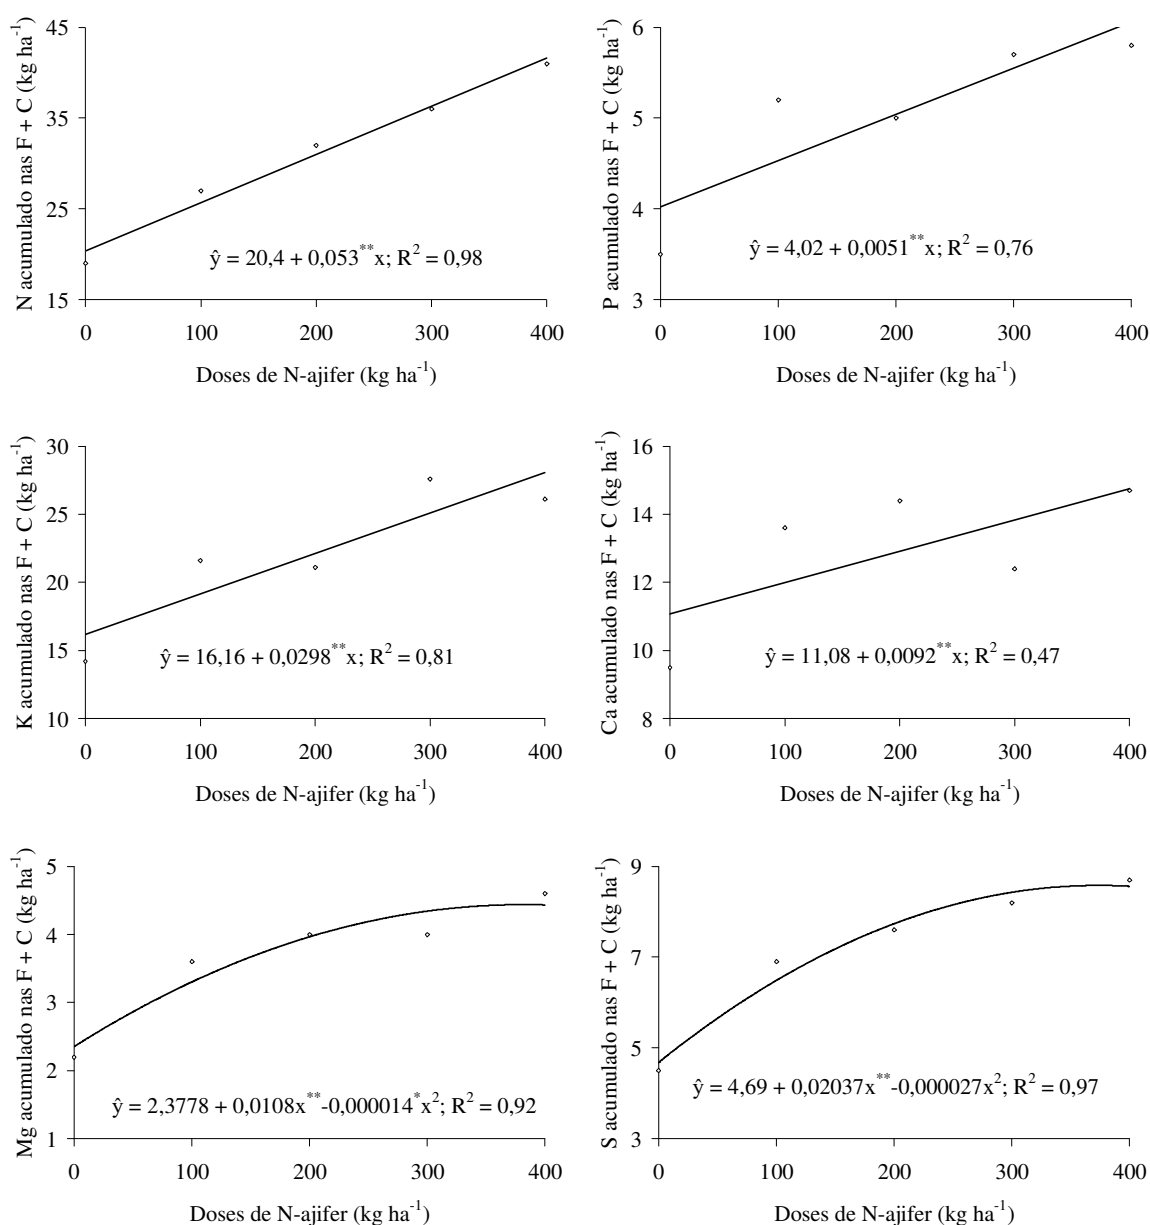 N acumulado nas F + C (kg ha⁻¹)
45
35
25
15
ŷ = 20,4 + 0,053**x; R² = 0,98
0 100 200 300 400
Doses de N-ajifer (kg ha⁻¹)
P acumulado nas F + C (kg ha⁻¹)
6
5
4
3
ŷ = 4,02 + 0,0051**x; R² = 0,76
0 100 200 300 400
Doses de N-ajifer (kg ha⁻¹)
K acumulado nas F + C (kg ha⁻¹)
30
25
20
15
10
ŷ = 16,16 + 0,0298**x; R² = 0,81
0 100 200 300 400
Doses de N-ajifer (kg ha⁻¹)
Ca acumulado nas F + C (kg ha⁻¹)
16
14
12
10
8
ŷ = 11,08 + 0,0092**x; R² = 0,47
0 100 200 300 400
Doses de N-ajifer (kg ha⁻¹)
Mg acumulado nas F + C (kg ha⁻¹)
5
4
3
2
1
ŷ = 2,3778 + 0,0108x**-0,000014*x²; R² = 0,92
0 100 200 300 400
Doses de N-ajifer (kg ha⁻¹)
S acumulado nas F + C (kg ha⁻¹)
9
7
5
3
ŷ = 4,69 + 0,02037x**-0,000027x²; R² = 0,97
0 100 200 300 400
Doses de N-ajifer (kg ha⁻¹)